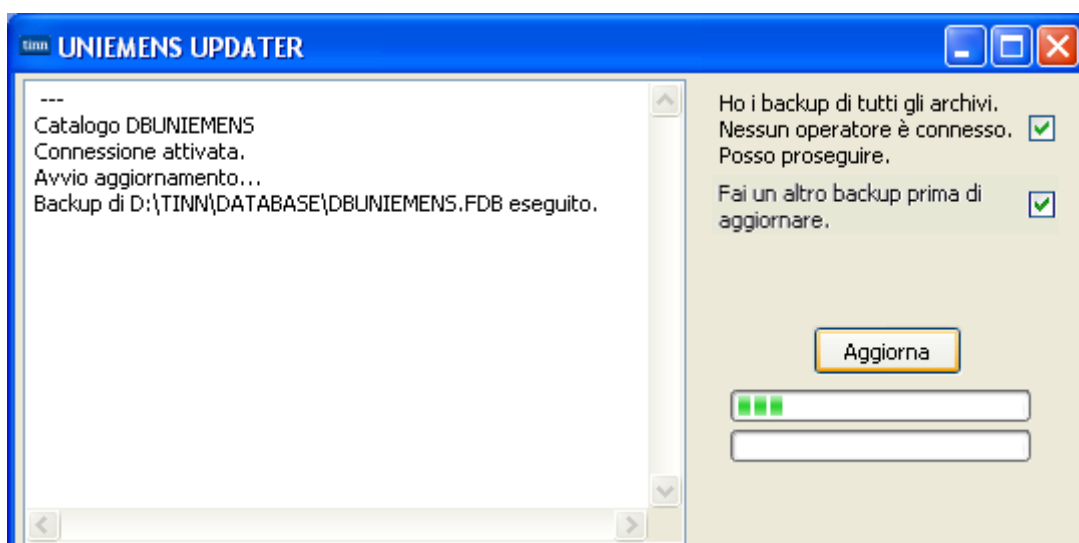 tinn UNIEMENS UPDATER
---
Catalogo DBUNIEMENS
Connessione attivata.
Avvio aggiornamento...
Backup di D:\TINN\DATABASE\DBUNIEMENS.FDB eseguito.
Ho i backup di tutti gli archivi.
Nessun operatore è connesso.
Posso proseguire.
Fai un altro backup prima di
aggiornare.
Aggiorna